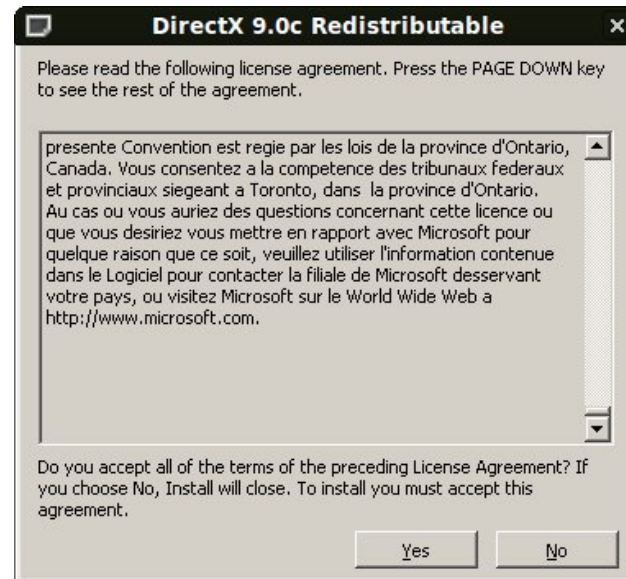 DirectX 9.0c Redistributable
Please read the following license agreement. Press the PAGE DOWN key
to see the rest of the agreement.
presente Convention est regie par les lois de la province d'Ontario,
Canada. Vous consentez a la competence des tribunaux federaux
et provinciaux siegeant a Toronto, dans  la province d'Ontario.
Au cas ou vous auriez des questions concernant cette licence ou
que vous desiriez vous mettre en rapport avec Microsoft pour
quelque raison que ce soit, veuillez utiliser l'information contenue
dans le Logiciel pour contacter la filiale de Microsoft desservant
votre pays, ou visitez Microsoft sur le World Wide Web a
http://www.microsoft.com.
Do you accept all of the terms of the preceding License Agreement? If
you choose No, Install will close. To install you must accept this
agreement.
Yes No